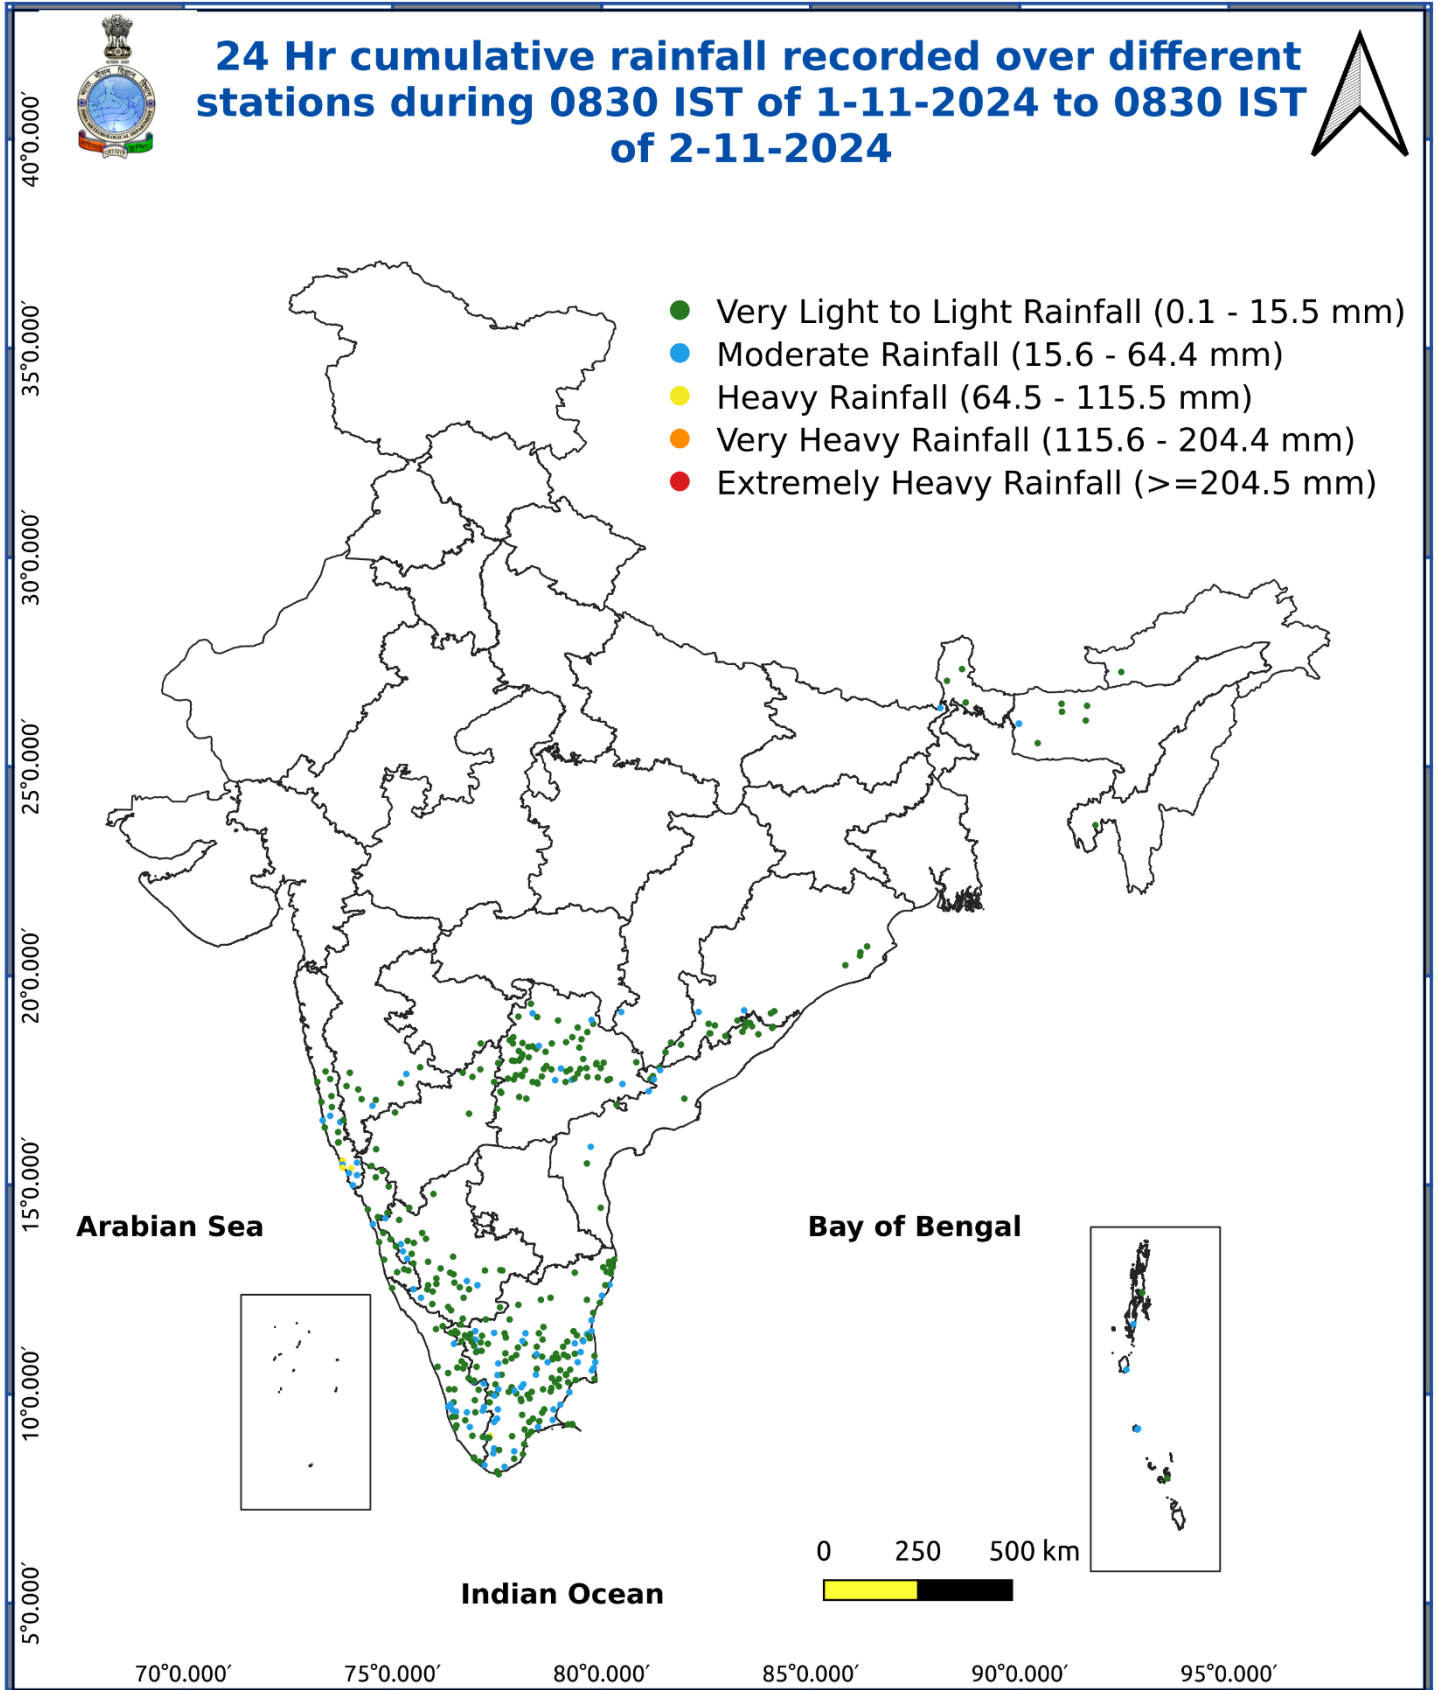 24 Hr cumulative rainfall recorded over different
stations during 0830 IST of 1-11-2024 to 0830 IST
of 2-11-2024
Very Light to Light Rainfall (0.1 - 15.5 mm)
Moderate Rainfall (15.6 - 64.4 mm)
Heavy Rainfall (64.5 - 115.5 mm)
Very Heavy Rainfall (115.6 - 204.4 mm)
Extremely Heavy Rainfall (>=204.5 mm)
40°0.000′
35°0.000′
30°0.000′
25°0.000′
20°0.000′
15°0.000′
10°0.000′
5°0.000′
Arabian Sea
Bay of Bengal
Indian Ocean
0 250 500 km
70°0.000′ 75°0.000′ 80°0.000′ 85°0.000′ 90°0.000′ 95°0.000′